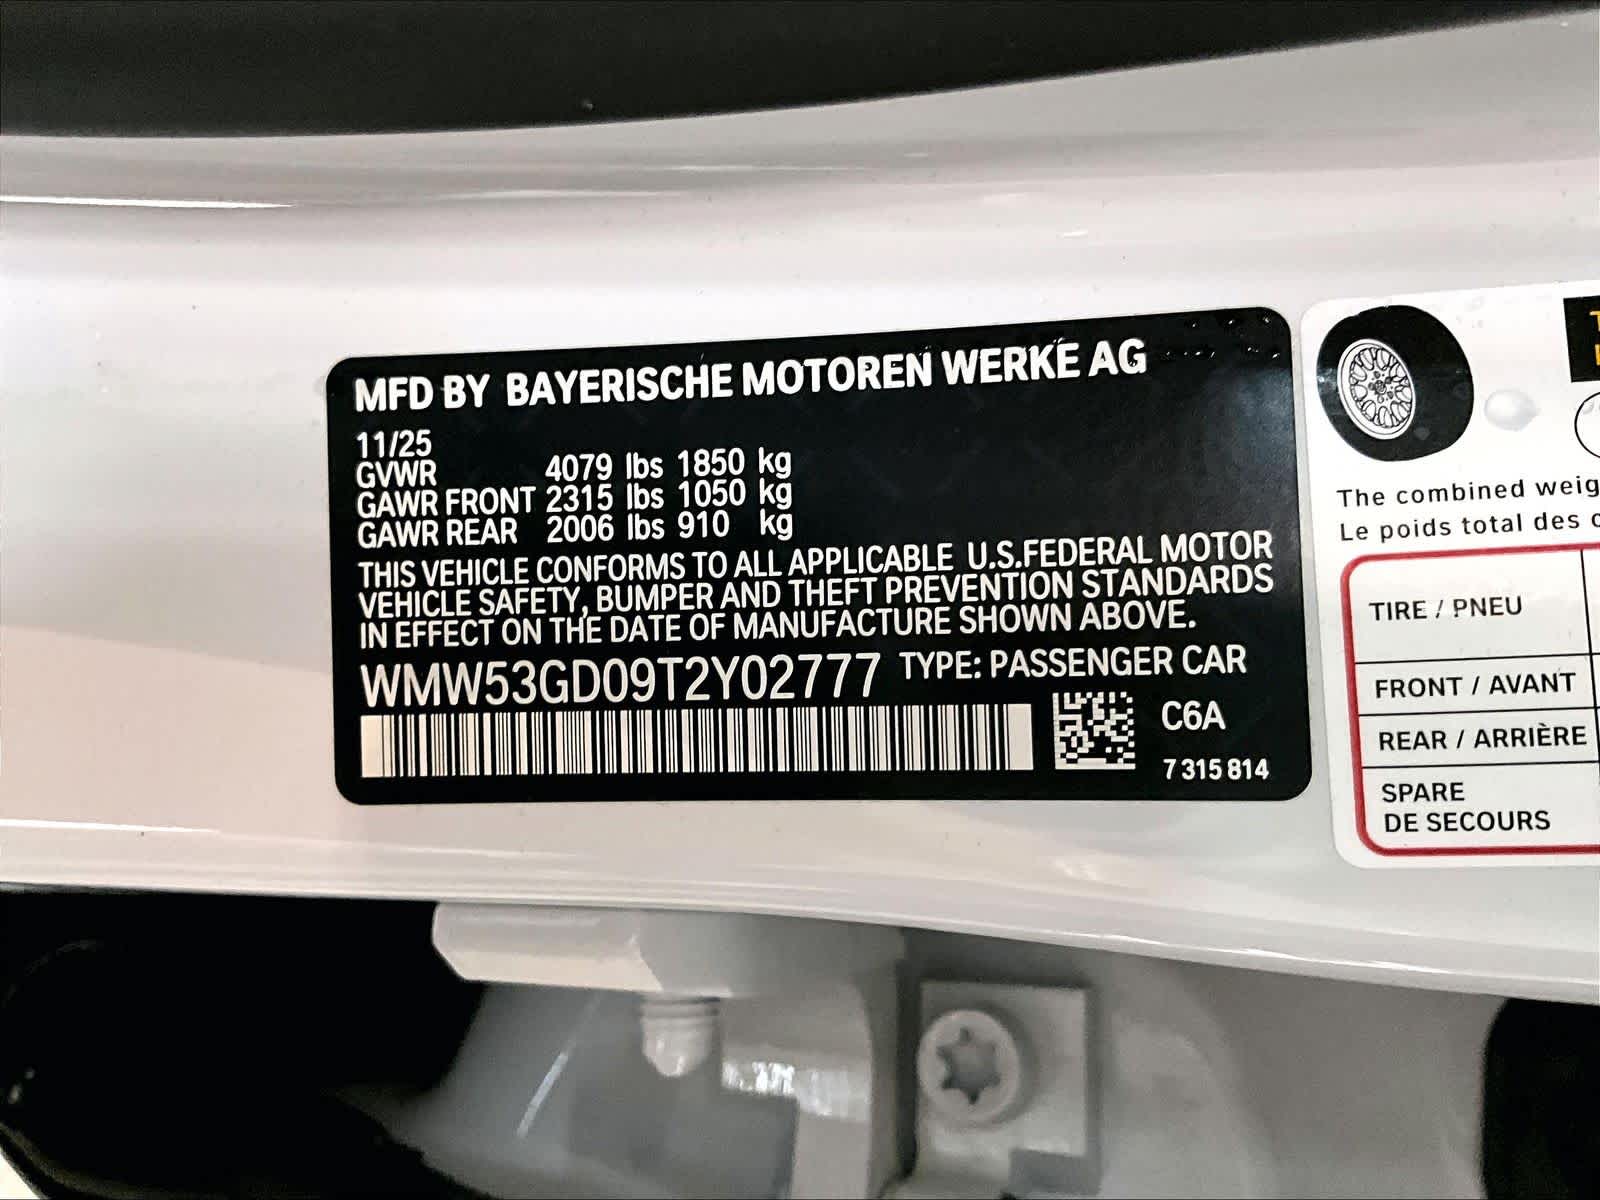 MFD BY BAYERISCHE MOTOREN WERKE AG
11/25
GVWR 4079 lbs 1850 kg
GAWR FRONT 2315 lbs 1050 kg
GAWR REAR 2006 lbs 910 kg
THIS VEHICLE CONFORMS TO ALL APPLICABLE U.S.FEDERAL MOTOR
VEHICLE SAFETY, BUMPER AND THEFT PREVENTION STANDARDS
IN EFFECT ON THE DATE OF MANUFACTURE SHOWN ABOVE.
WMW53GD09T2Y02777 TYPE: PASSENGER CAR
C6A
7 315 814
The combined
Le poids total des
TIRE / PNEU
FRONT / AVANT
REAR / ARRIÈRE
SPARE
DE SECOURS